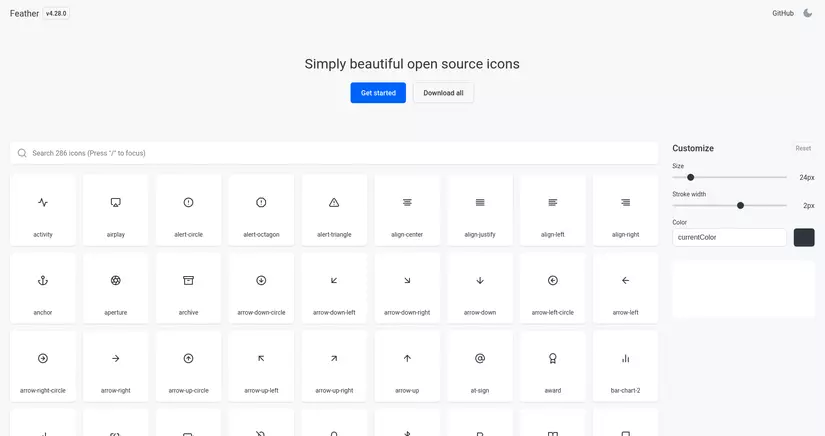 Feather v4.28.0
GitHub
Simply beautiful open source icons
Get started
Download all
Search 286 icons (Press "/" to focus)
Customize
Reset
Size
24px
Stroke width
2px
Color
currentColor
activity
airplay
alert-circle
alert-octagon
alert-triangle
align-center
align-justify
align-left
align-right
anchor
aperture
archive
arrow-down-circle
arrow-down-left
arrow-down-right
arrow-down
arrow-left-circle
arrow-left
arrow-right-circle
arrow-right
arrow-up-circle
arrow-up-left
arrow-up-right
arrow-up
at-sign
award
bar-chart-2